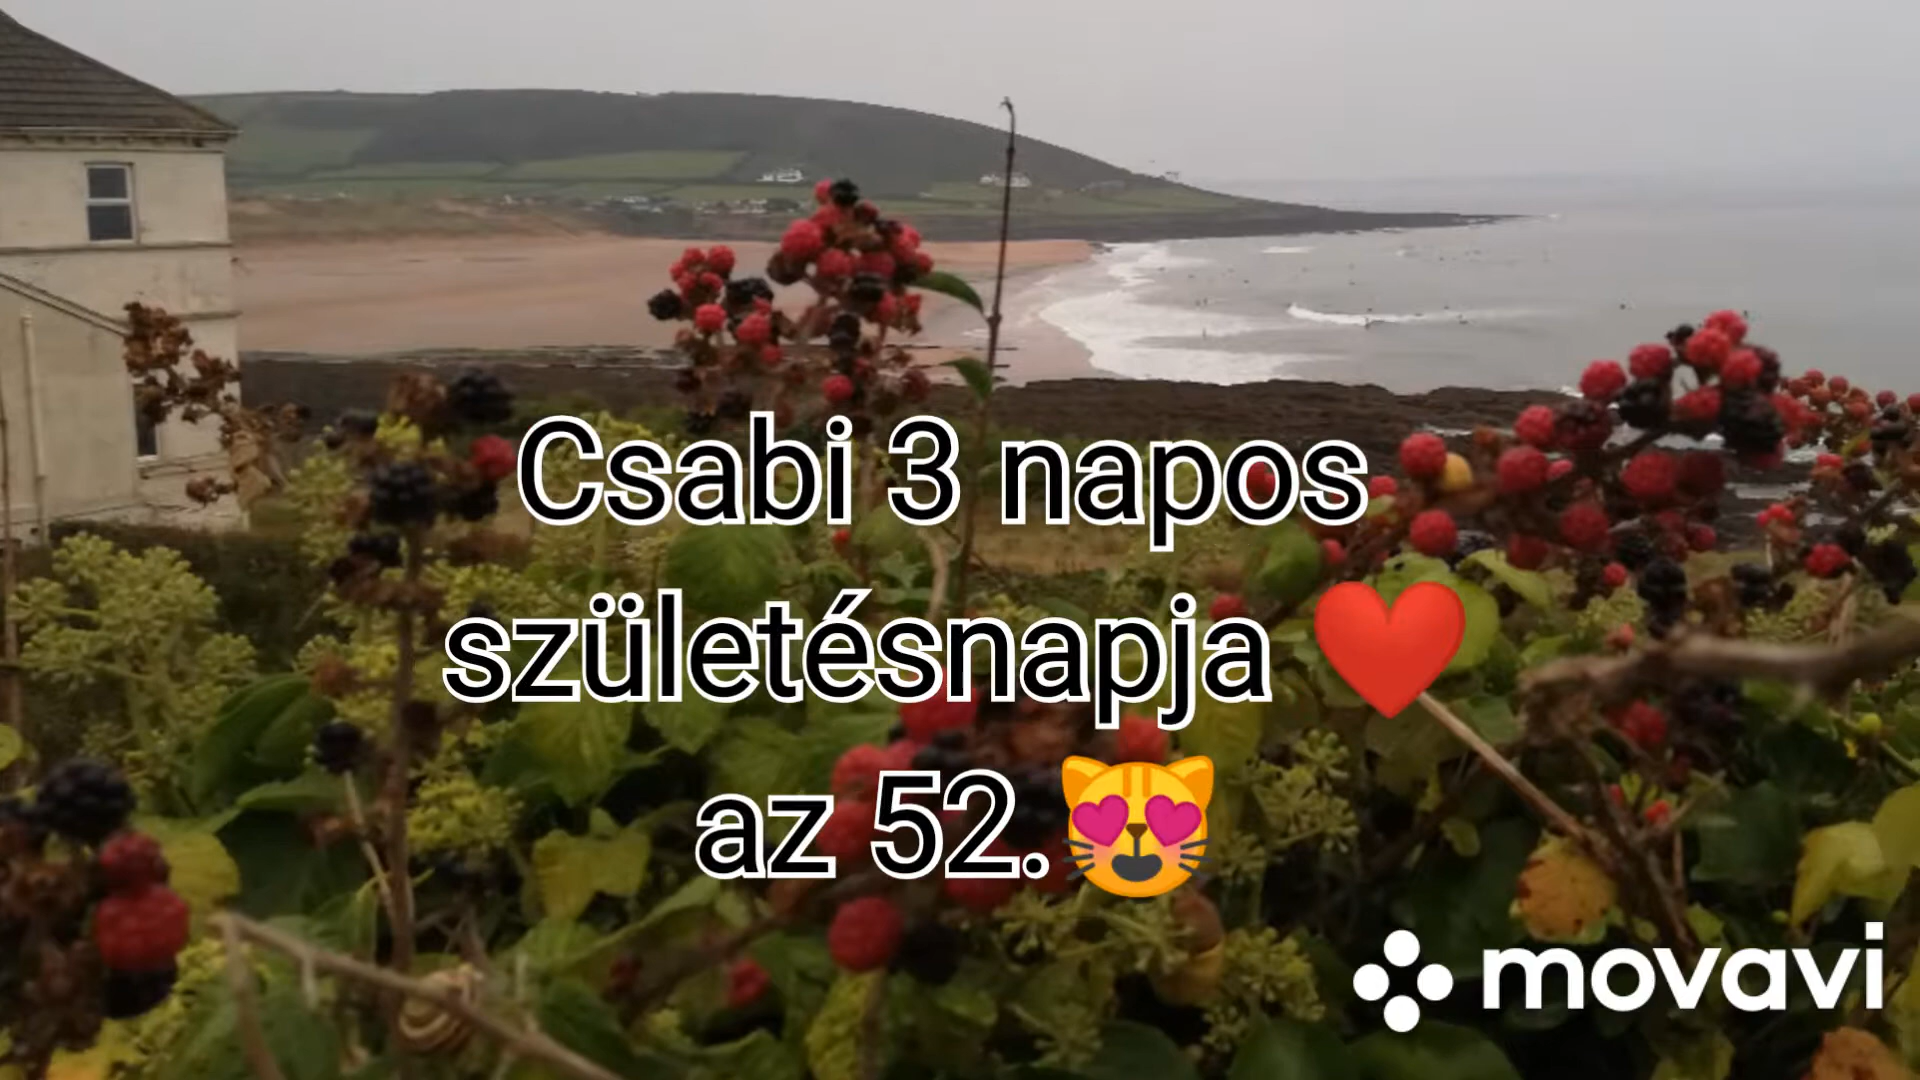 Csabi 3 napos
születésnapja ❤️
az 52.😻
movavi